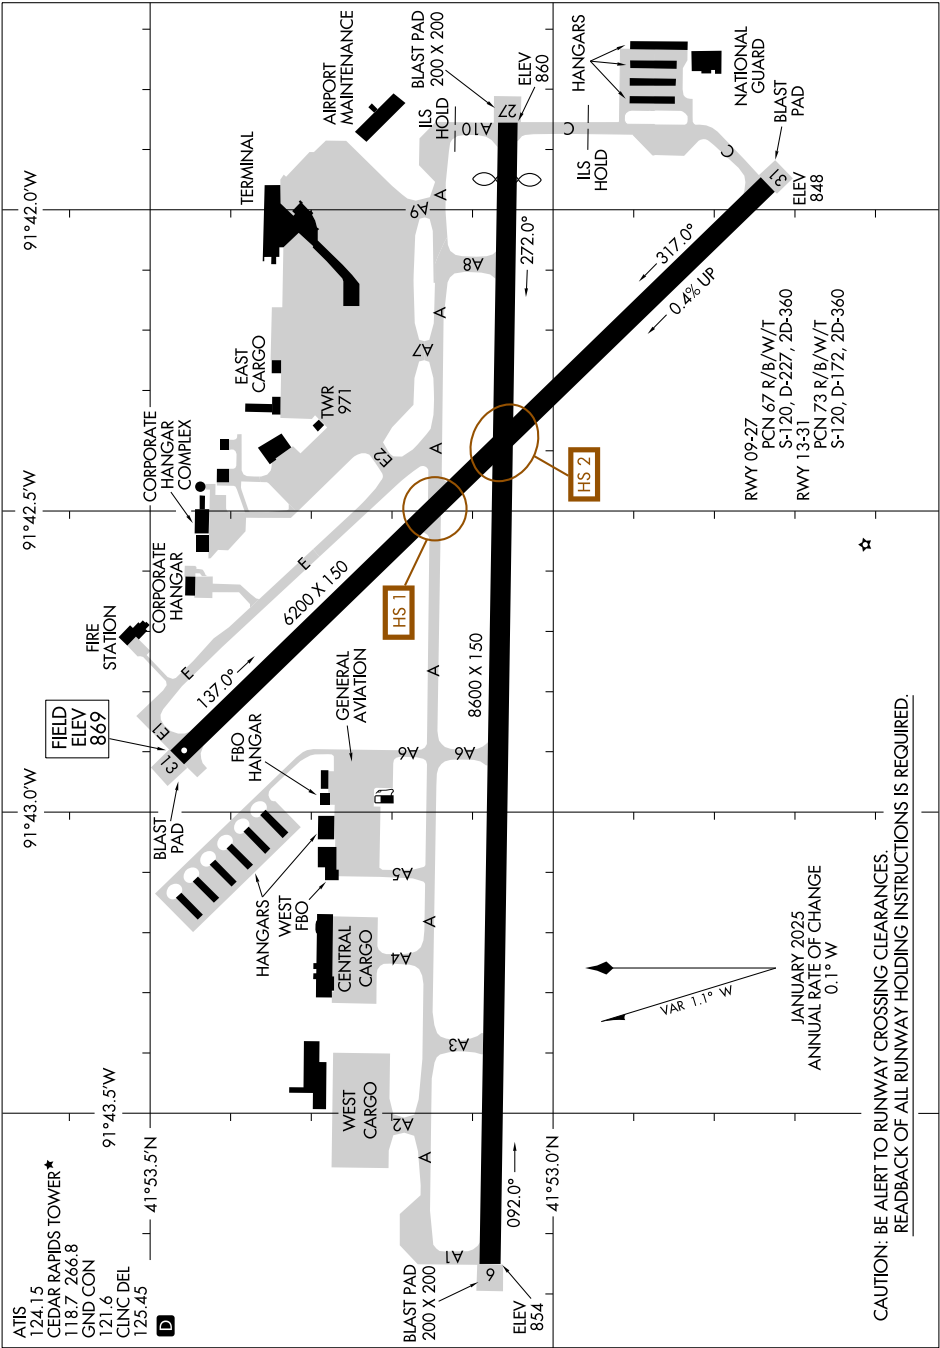 ATIS
124.15
CEDAR RAPIDS TOWER★
118.7 266.8
GND CON
121.6
CLNC DEL
125.45
D
91°43.5'W
91°43.0'W
91°42.5'W
91°42.0'W
41°53.5'N
41°53.0'N
FIELD
ELEV
869
FIRE
STATION
CORPORATE
HANGAR
CORPORATE
HANGAR
COMPLEX
EAST
CARGO
TWR
971
TERMINAL
AIRPORT
MAINTENANCE
BLAST PAD
200 X 200
ILS
HOLD
ELEV
860
HANGARS
NATIONAL
GUARD
BLAST
PAD
ILS
HOLD
ELEV
848
BLAST
PAD
13
E1
E
E
E2
137.0°
6200 X 150
HANGARS
WEST
FBO
FBO
HANGAR
GENERAL
AVIATION
CENTRAL
CARGO
WEST
CARGO
A1
A
A2
A3
A4
A
A5
A6
A6
A
A
A7
A
A8
A9
A
A10
C
C
27
31
9
HS 1
HS 2
8600 X 150
092.0°
272.0°
317.0°
0.4% UP
BLAST PAD
200 X 200
ELEV
854
RWY 09-27
PCN 67 R/B/W/T
S-120, D-227, 2D-360
RWY 13-31
PCN 73 R/B/W/T
S-120, D-172, 2D-360
VAR 1.1° W
JANUARY 2025
ANNUAL RATE OF CHANGE
0.1° W
CAUTION: BE ALERT TO RUNWAY CROSSING CLEARANCES.
READBACK OF ALL RUNWAY HOLDING INSTRUCTIONS IS REQUIRED.